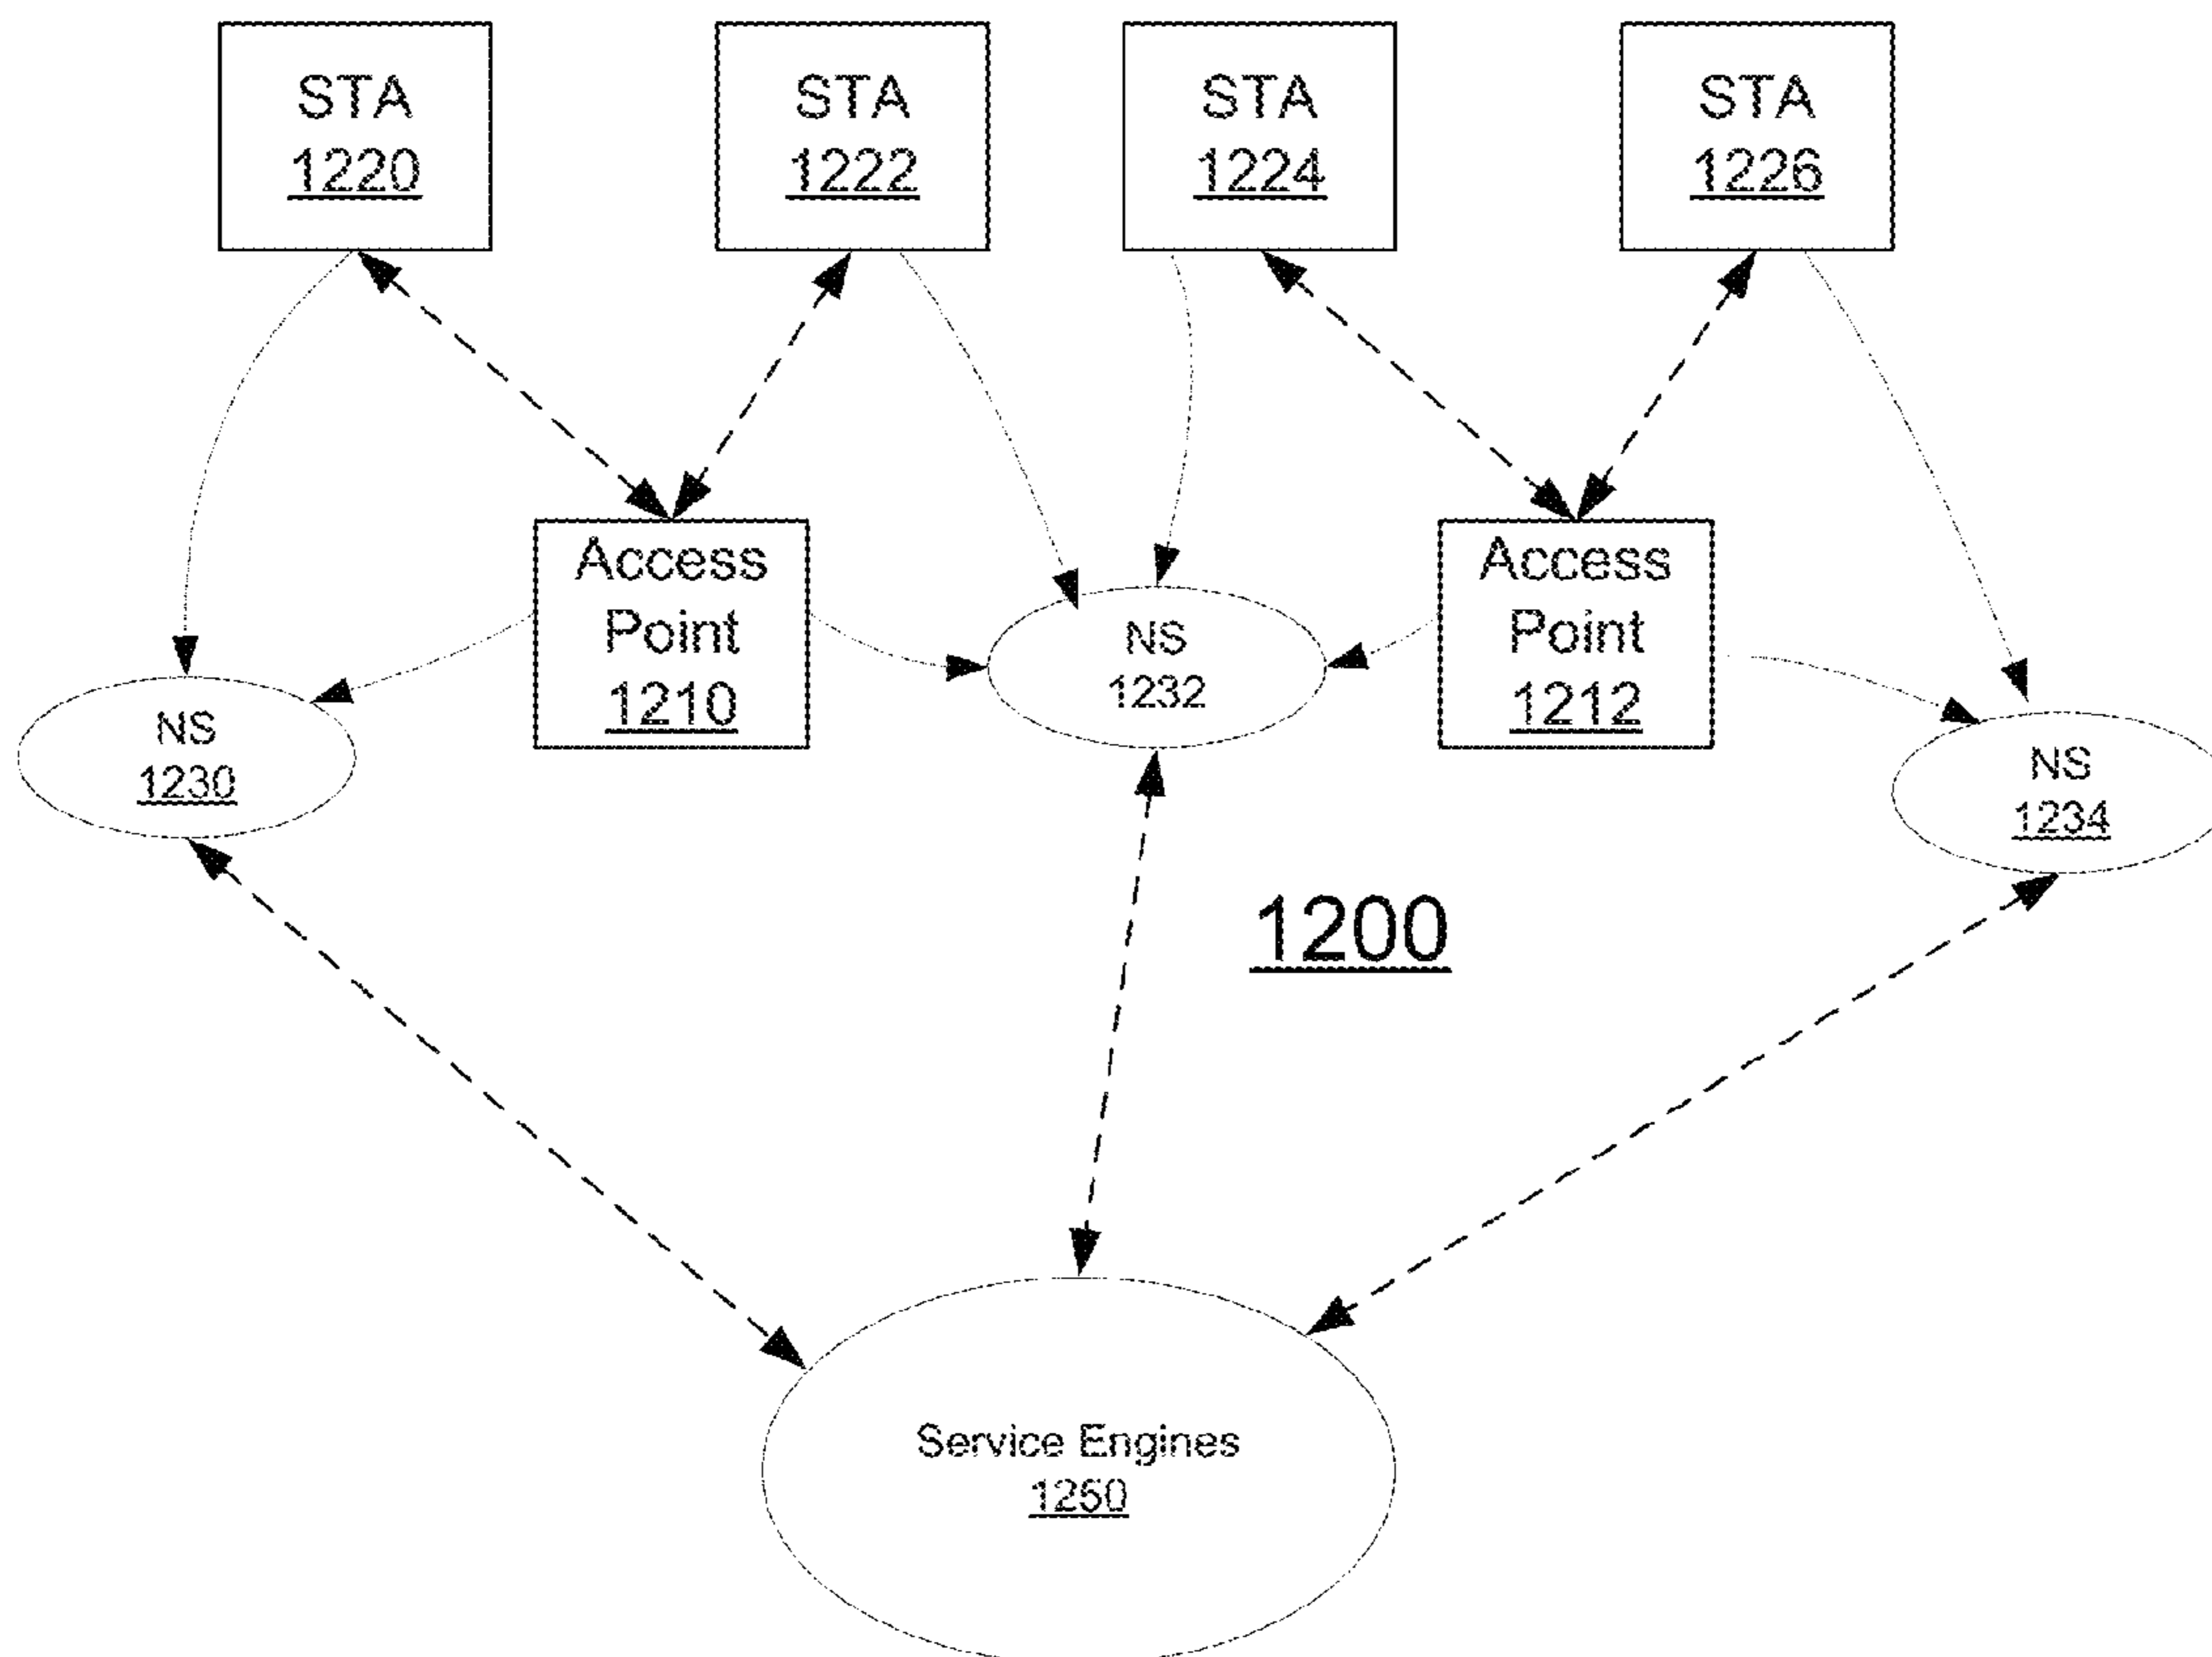 STA
1220
STA
1222
STA
1224
STA
1226
Access
Point
1210
Access
Point
1212
NS
1232
NS
1230
NS
1234
1200
Service Engines
1250